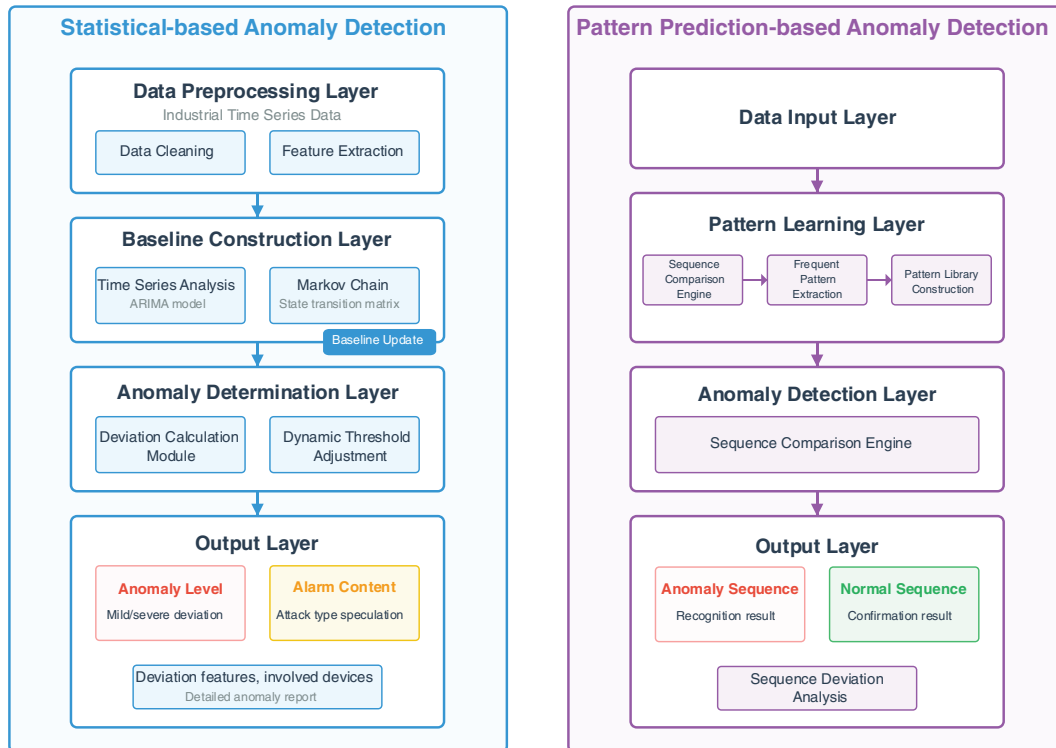 Statistical-based Anomaly Detection
Data Preprocessing Layer
Industrial Time Series Data
Data Cleaning
Feature Extraction
Baseline Construction Layer
Time Series Analysis
ARIMA model
Markov Chain
State transition matrix
Baseline Update
Anomaly Determination Layer
Deviation Calculation
Module
Dynamic Threshold
Adjustment
Output Layer
Anomaly Level
Mild/severe deviation
Alarm Content
Attack type speculation
Deviation features, involved devices
Detailed anomaly report
Pattern Prediction-based Anomaly Detection
Data Input Layer
Pattern Learning Layer
Sequence
Comparison
Engine
Frequent
Pattern
Extraction
Pattern Library
Construction
Anomaly Detection Layer
Sequence Comparison Engine
Output Layer
Anomaly Sequence
Recognition result
Normal Sequence
Confirmation result
Sequence Deviation
Analysis